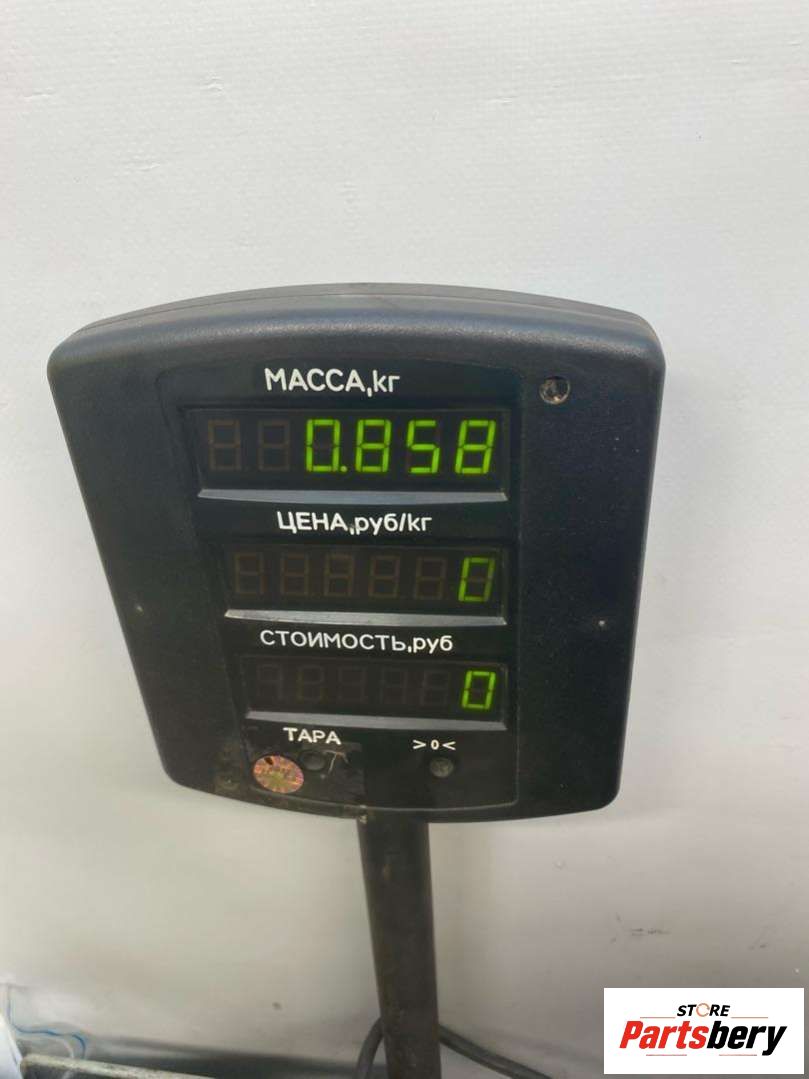 МАССА,кг
0.858
ЦЕНА,руб/кг
0
СТОИМОСТЬ,руб
0
ТАРА >0<
STORE
Partsbery